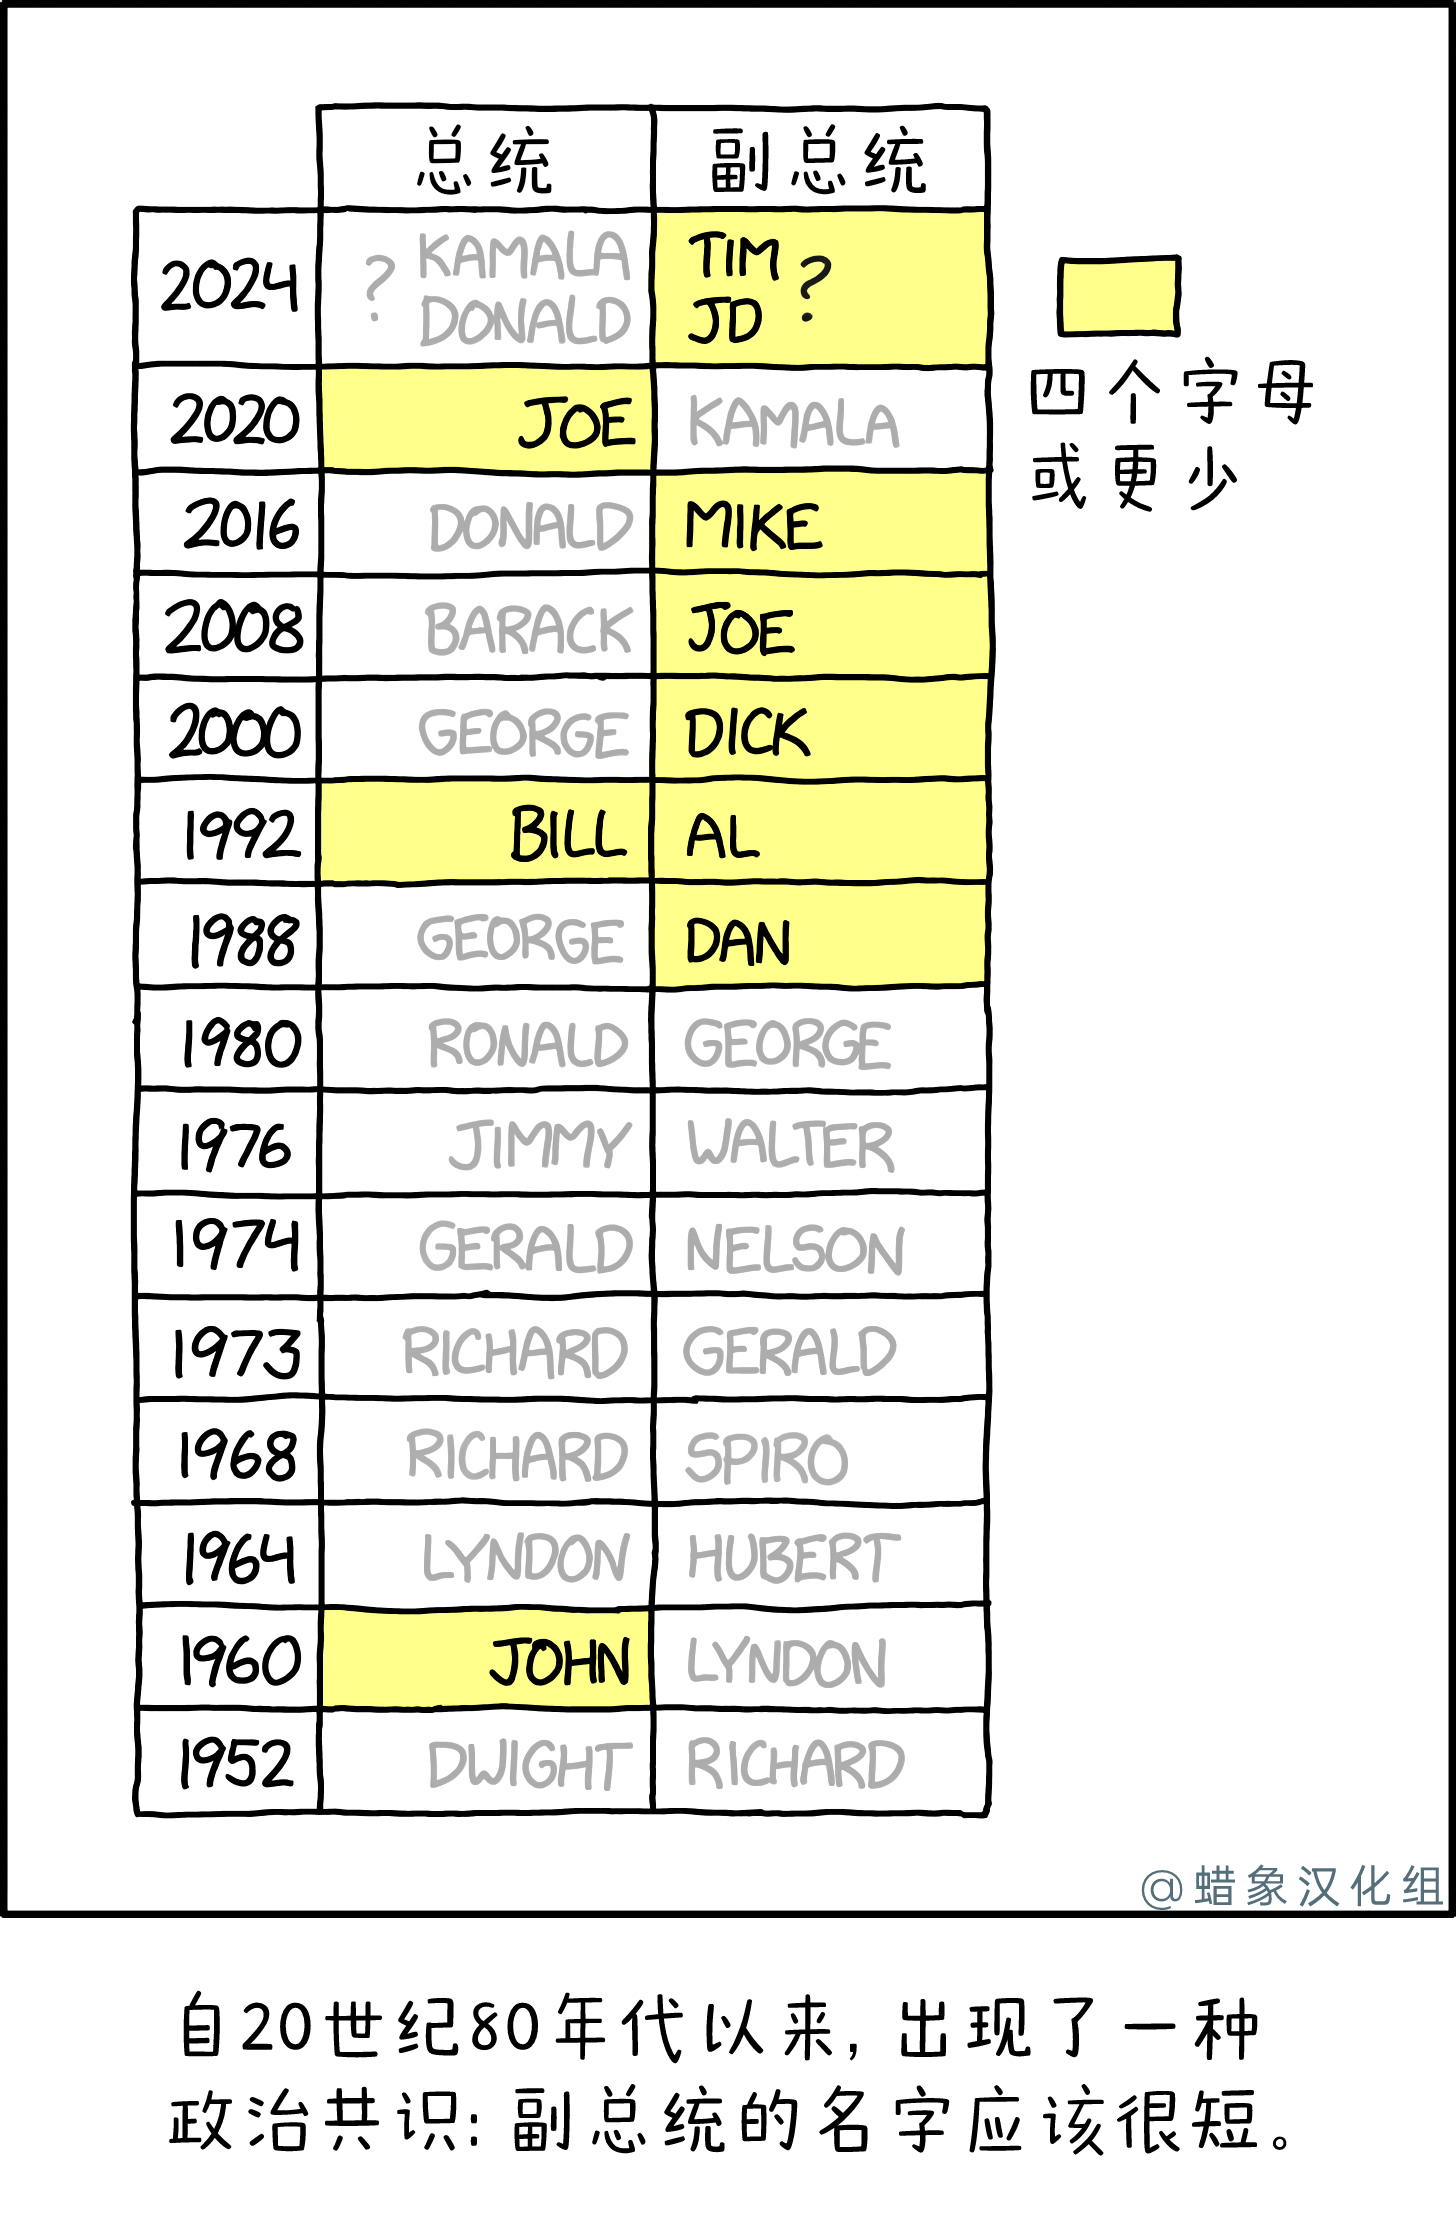 总统 副总统
2024 ? KAMALA DONALD TIM JD ?
四个字母
或更少
2020 JOE KAMALA
2016 DONALD MIKE
2008 BARACK JOE
2000 GEORGE DICK
1992 BILL AL
1988 GEORGE DAN
1980 RONALD GEORGE
1976 JIMMY WALTER
1974 GERALD NELSON
1973 RICHARD GERALD
1968 RICHARD SPIRO
1964 LYNDON HUBERT
1960 JOHN LYNDON
1952 DWIGHT RICHARD
@蜡象汉化组
自20世纪80年代以来，出现了一种
政治共识：副总统的名字应该很短。